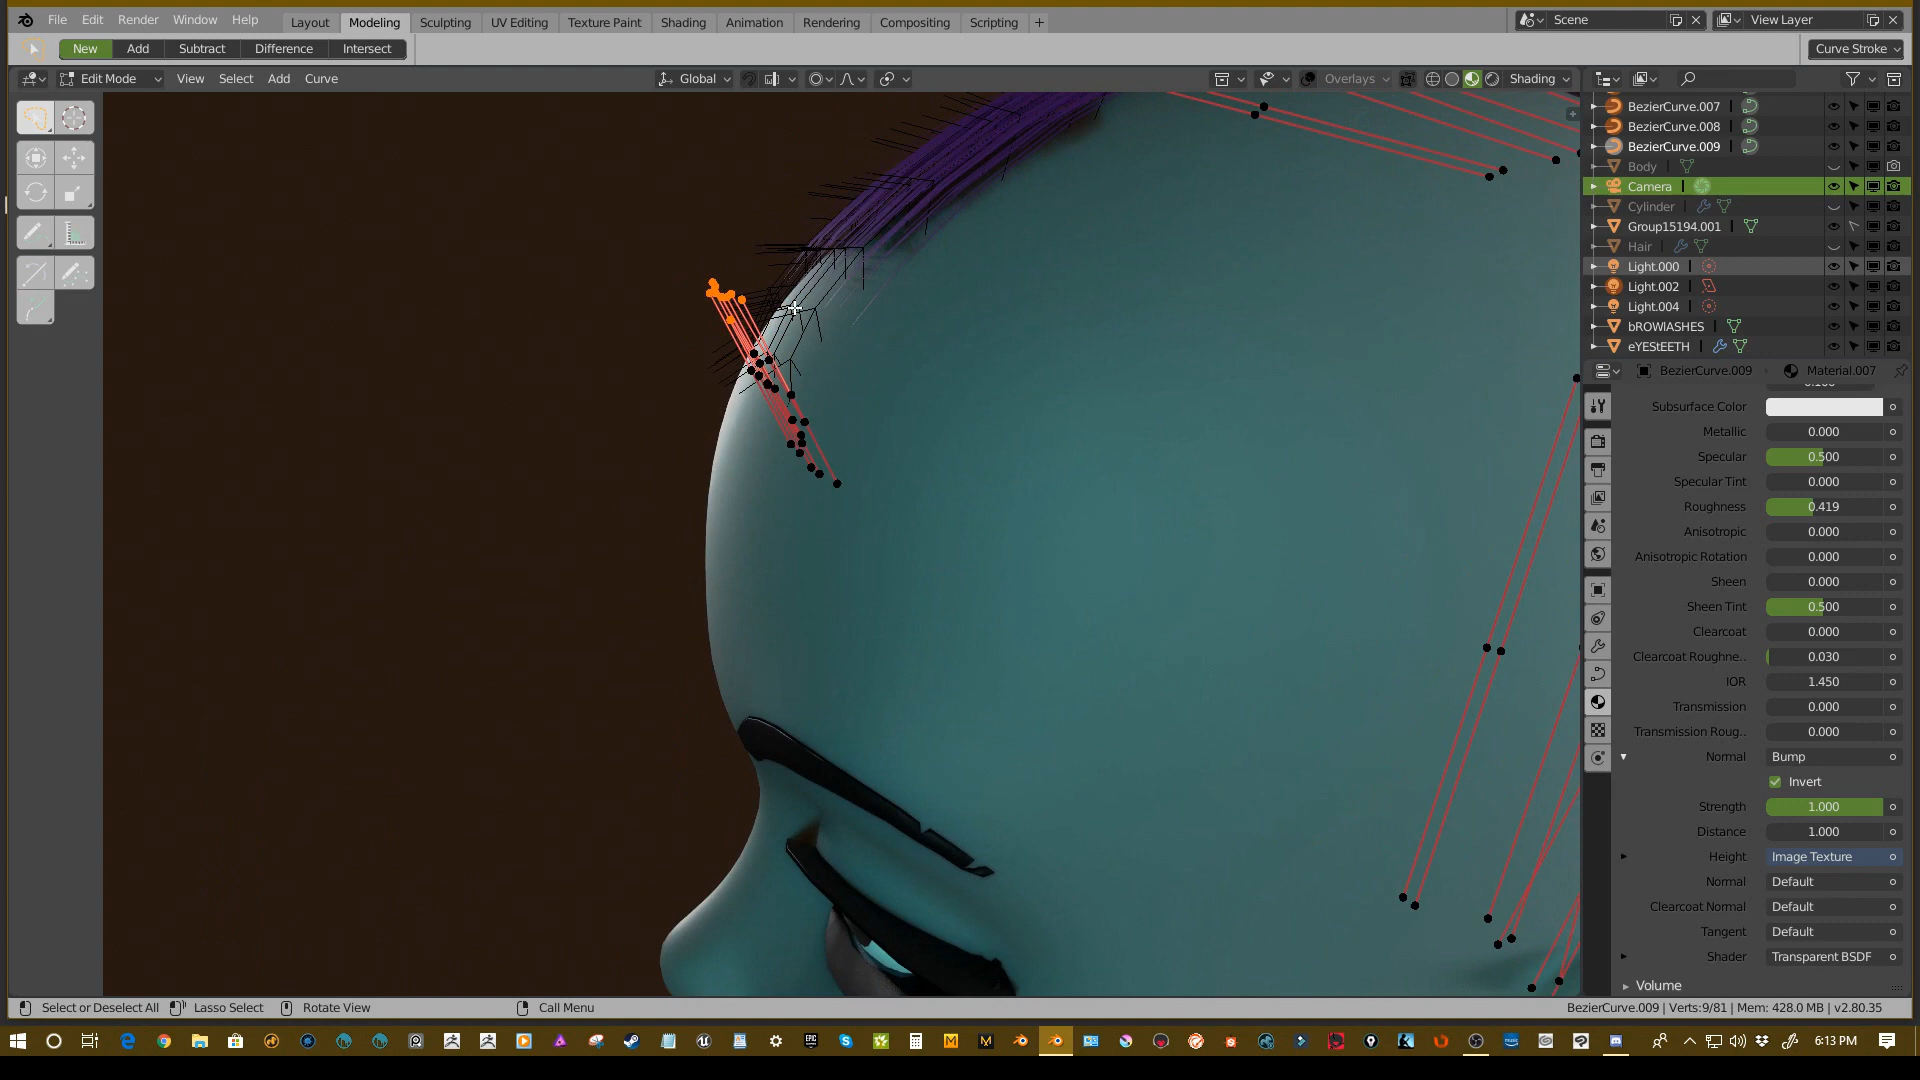 File Edit Render Window Help Layout Modeling Sculpting UV Editing Texture Paint Shading Animation Rendering Compositing Scripting + Scene View Layer
New Add Subtract Difference Intersect Curve Stroke
Edit Mode View Select Add Curve Global Overlays Shading
BezierCurve.007
BezierCurve.008
BezierCurve.009
Body
Camera
Cylinder
Group15194.001
Hair
Light.000
Light.002
Light.004
bROWlASHES
eYEStEETH
BezierCurve.009 Material.007
Subsurface Color
Metallic 0.000
Specular 0.500
Specular Tint 0.000
Roughness 0.419
Anisotropic 0.000
Anisotropic Rotation 0.000
Sheen 0.000
Sheen Tint 0.500
Clearcoat 0.000
Clearcoat Roughne.. 0.030
IOR 1.450
Transmission 0.000
Transmission Roug.. 0.000
Normal Bump
Invert
Strength 1.000
Distance 1.000
Height Image Texture
Normal Default
Clearcoat Normal Default
Tangent Default
Shader Transparent BSDF
Volume
Select or Deselect All Lasso Select Rotate View Call Menu BezierCurve.009 | Verts:9/81 | Mem: 428.0 MB | v2.80.35
6:13 PM